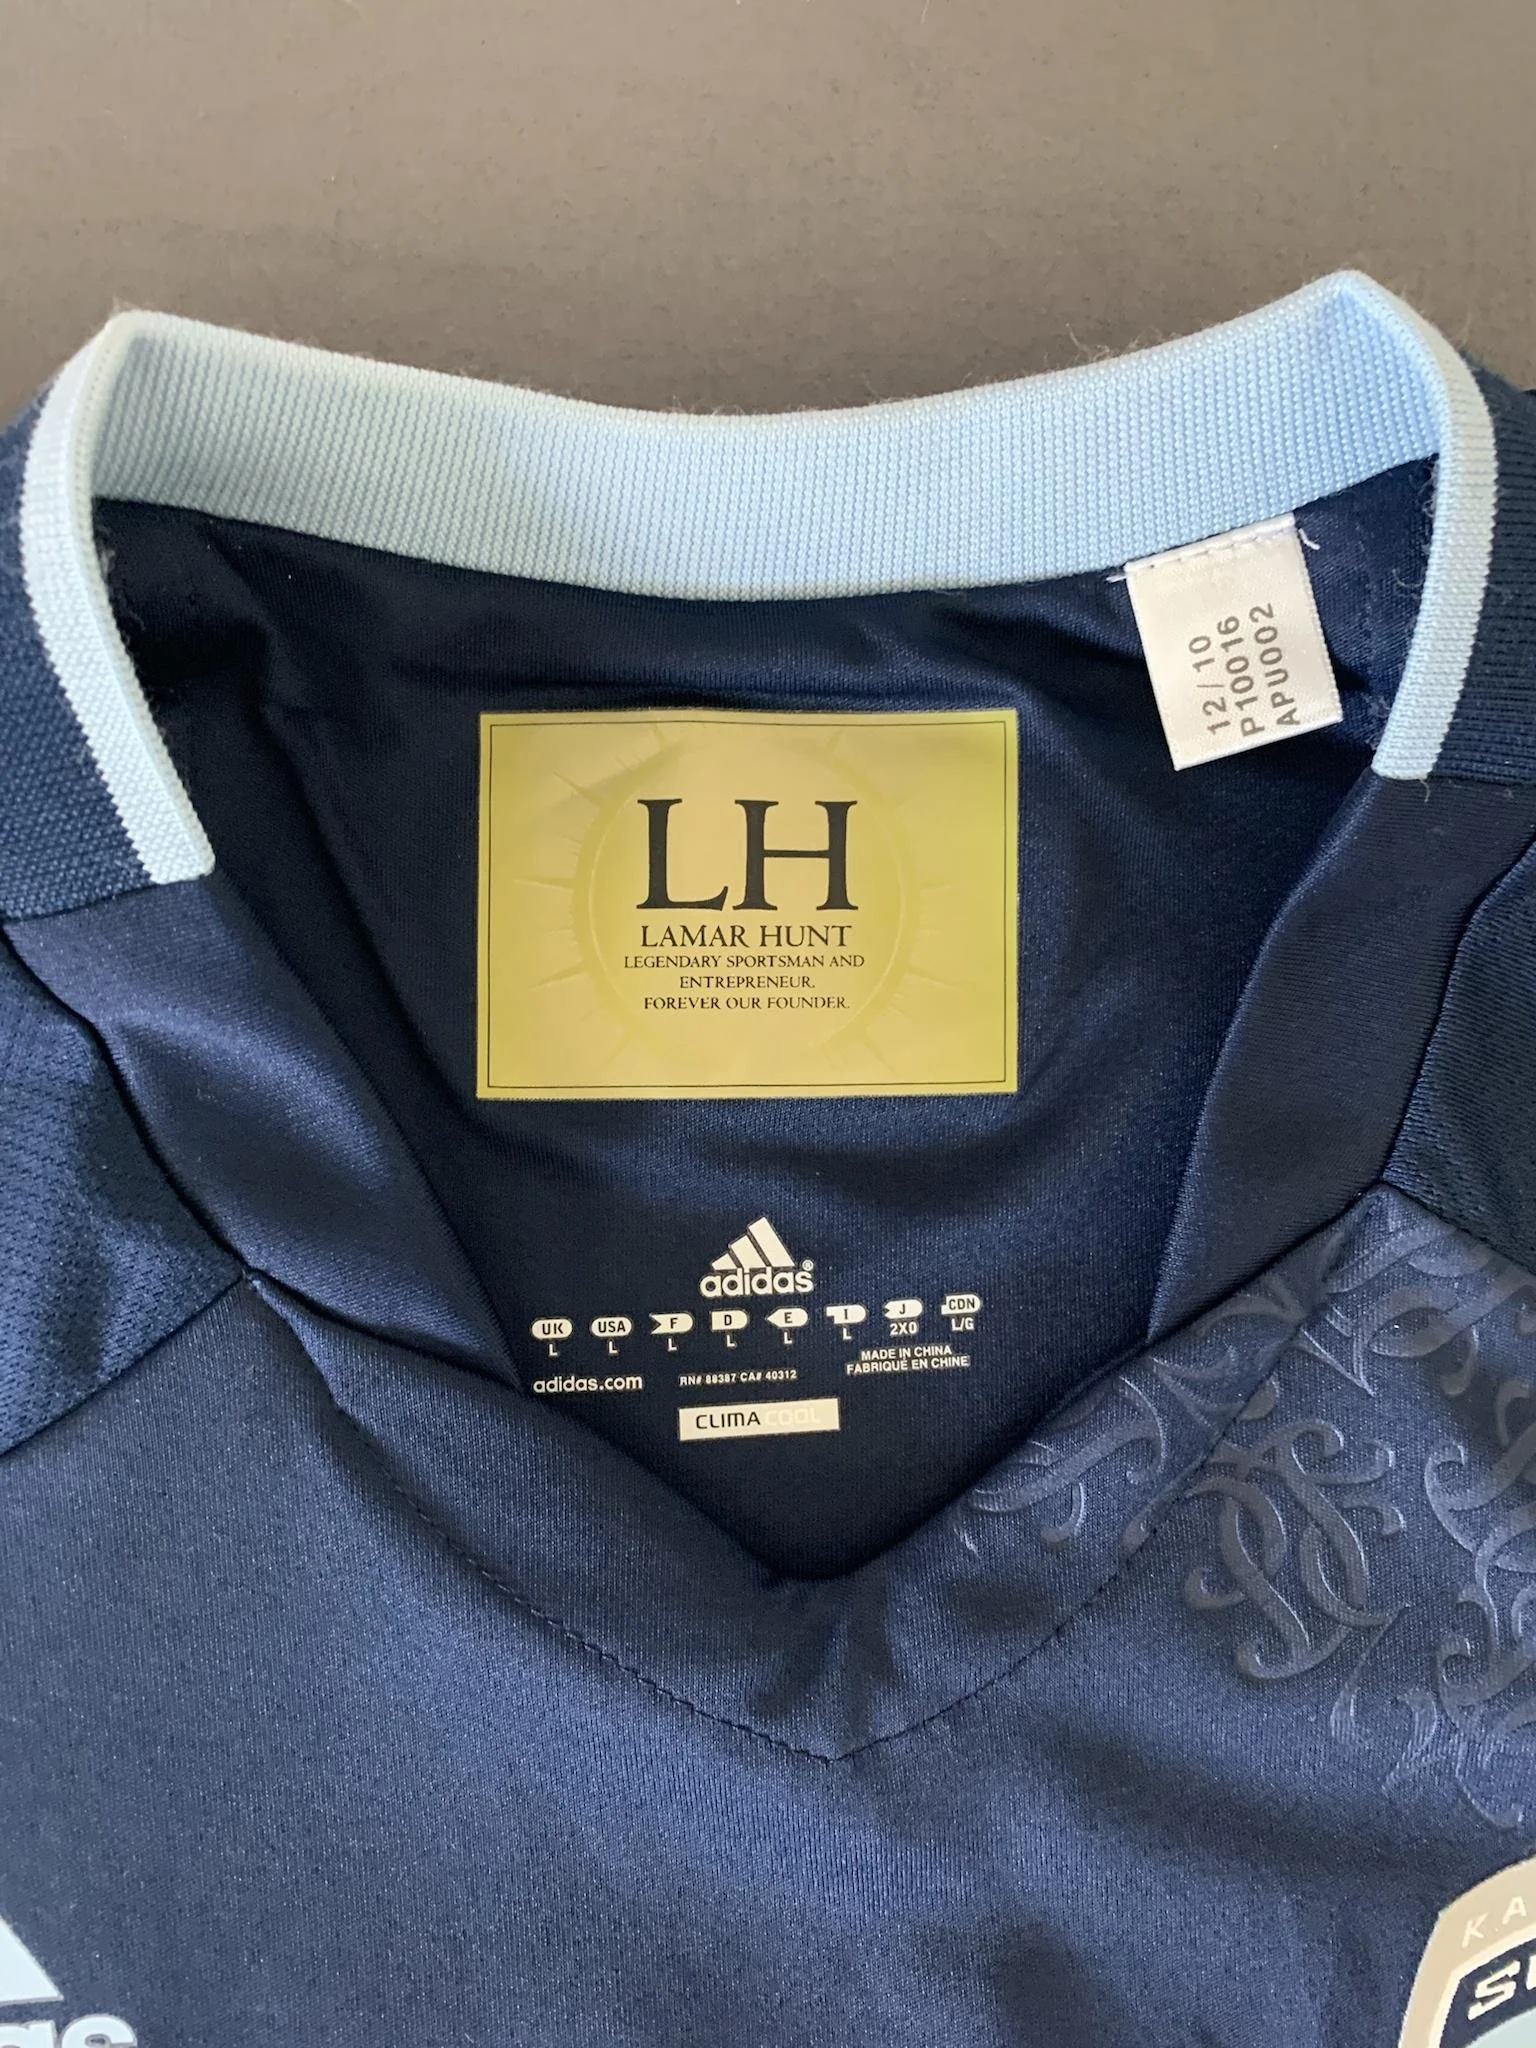 12/10
P10016
APU002
LH
LAMAR HUNT
LEGENDARY SPORTSMAN AND
ENTREPRENEUR.
FOREVER OUR FOUNDER.
adidas®
UK USA F D E I J CDN
L L L L L L 2XO L/G
MADE IN CHINA
FABRIQUE EN CHINE
adidas.com RN# 88387 CA# 40312
CLIMACOOL